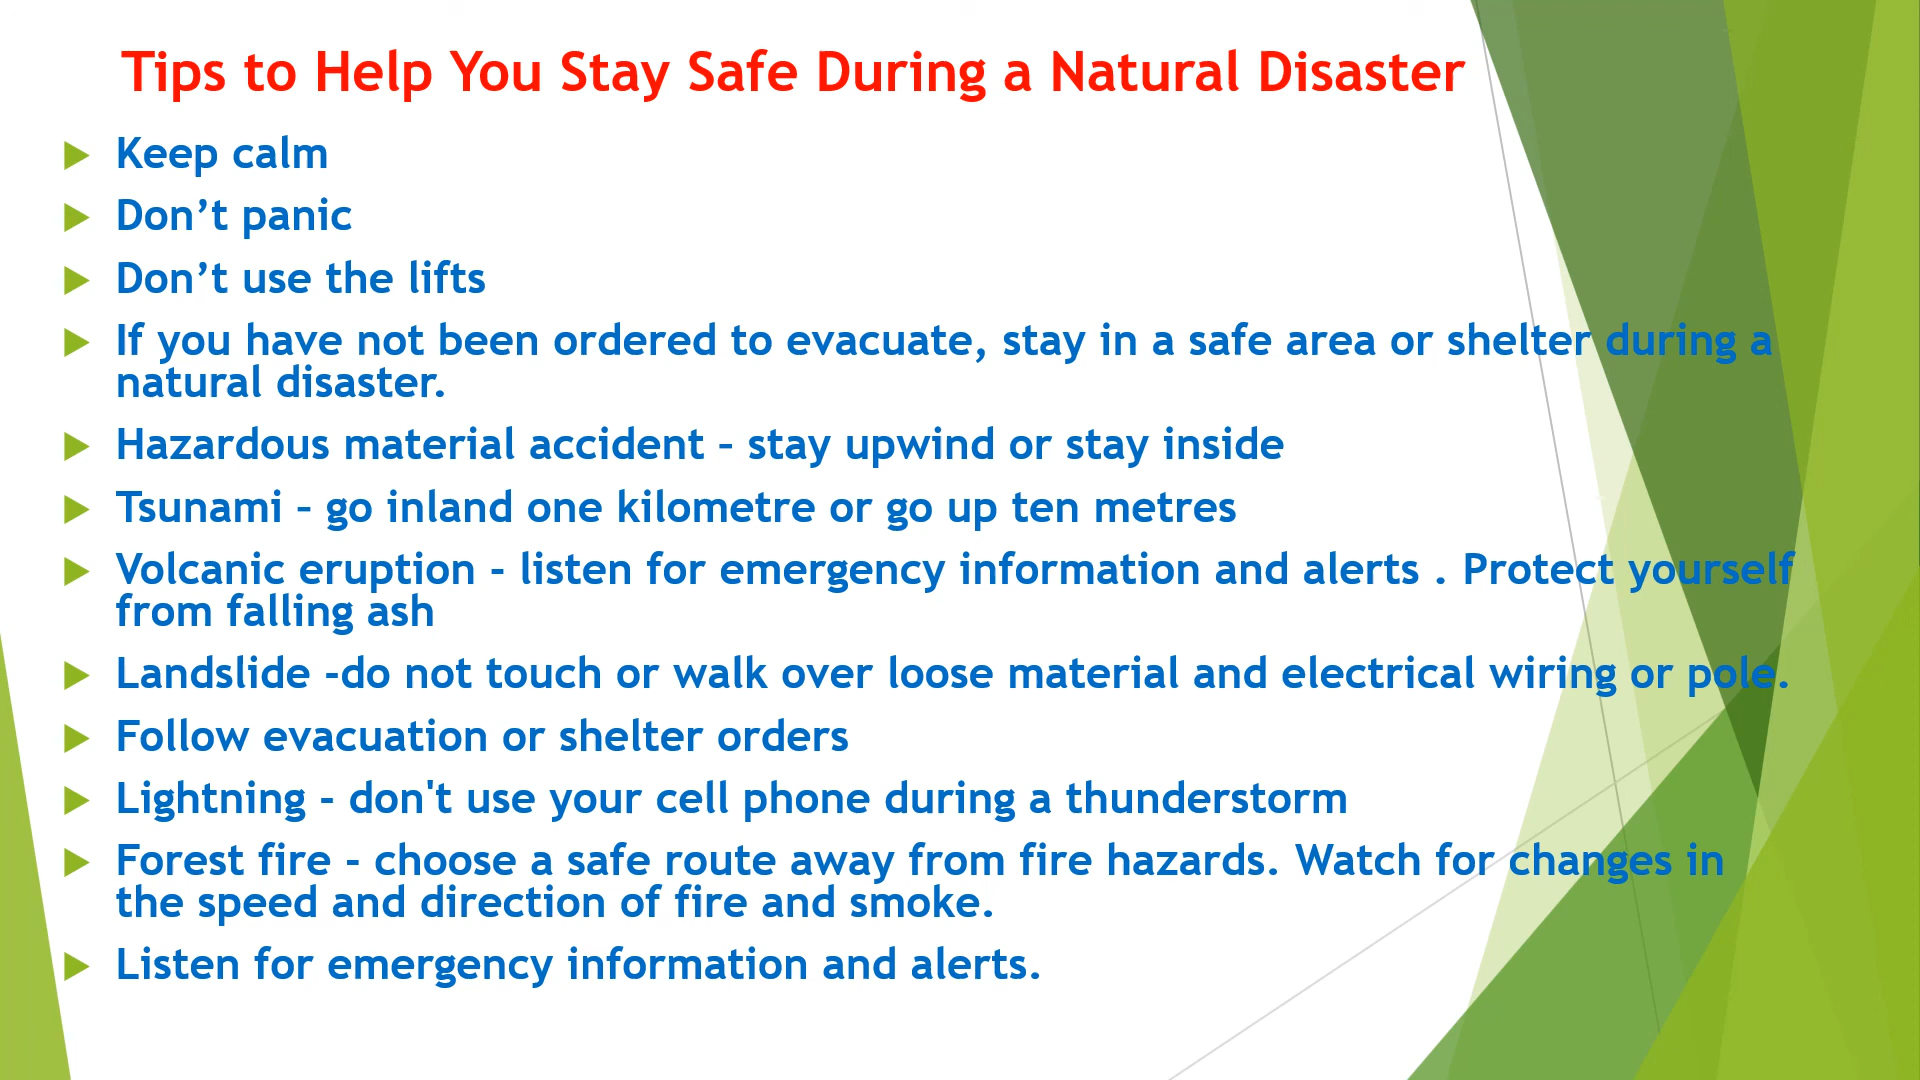 Tips to Help You Stay Safe During a Natural Disaster
Keep calm
Don’t panic
Don’t use the lifts
If you have not been ordered to evacuate, stay in a safe area or shelter during a
natural disaster.
Hazardous material accident – stay upwind or stay inside
Tsunami – go inland one kilometre or go up ten metres
Volcanic eruption - listen for emergency information and alerts . Protect yourself
from falling ash
Landslide -do not touch or walk over loose material and electrical wiring or pole.
Follow evacuation or shelter orders
Lightning - don't use your cell phone during a thunderstorm
Forest fire - choose a safe route away from fire hazards. Watch for changes in
the speed and direction of fire and smoke.
Listen for emergency information and alerts.